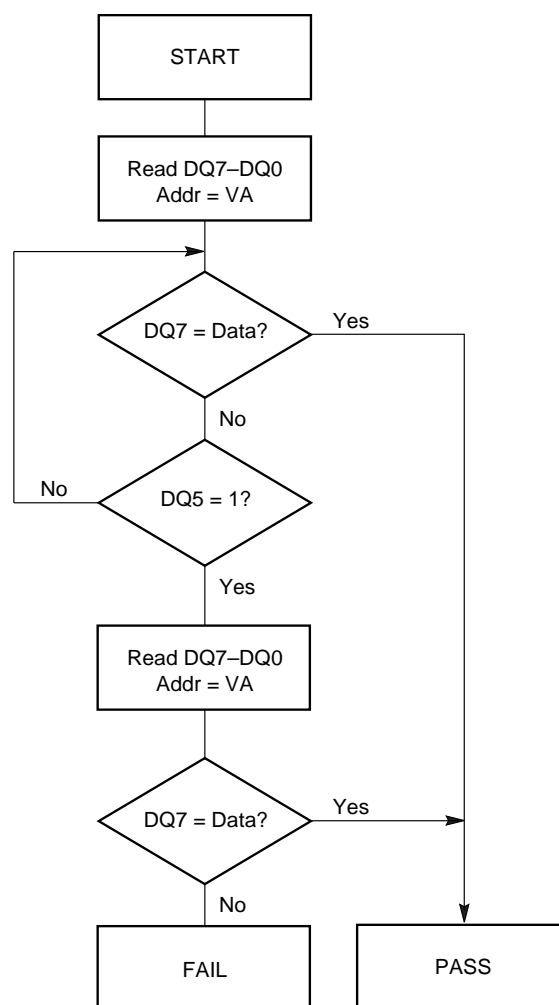 START
Read DQ7–DQ0
Addr = VA
DQ7 = Data?
Yes
No
DQ5 = 1?
No
Yes
Read DQ7–DQ0
Addr = VA
DQ7 = Data?
Yes
No
FAIL
PASS